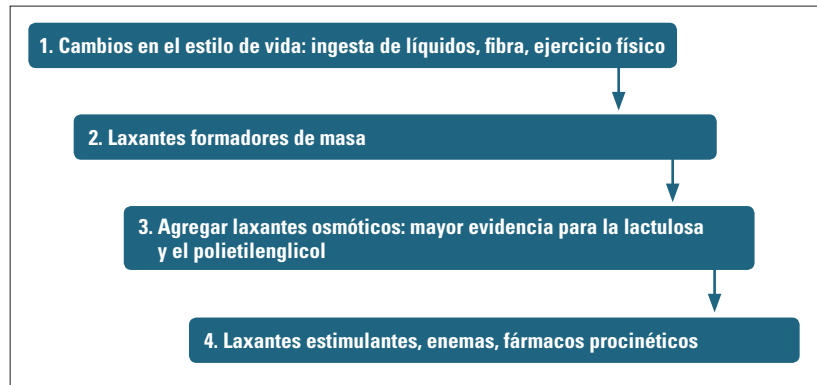 1. Cambios en el estilo de vida: ingesta de líquidos, fibra, ejercicio físico
2. Laxantes formadores de masa
3. Agregar laxantes osmóticos: mayor evidencia para la lactulosa
y el polietilenglicol
4. Laxantes estimulantes, enemas, fármacos procinéticos